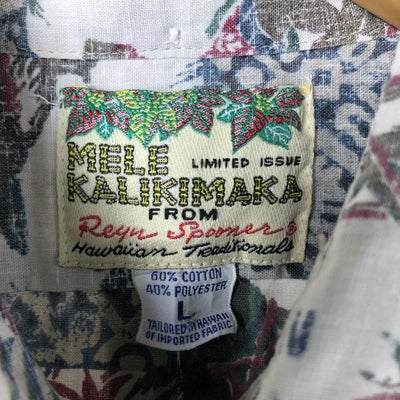 MELE
LIMITED ISSUE
KALIKIMAKA
FROM
Reyn Spooner®
Hawaiian Traditionals
60% COTTON
40% POLYESTER
L
TAILORED IN HAWAII
OF IMPORTED FABRIC